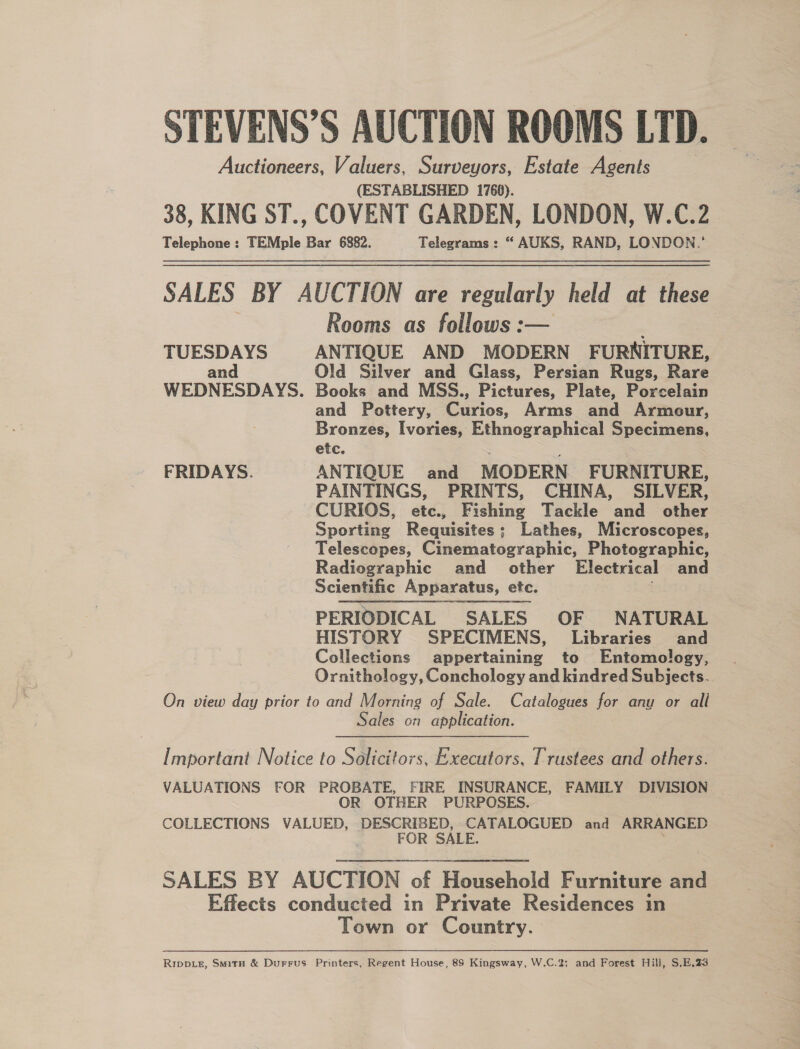 STEVENS'S AUCTION ROOMS LTD.
Auctioneers, Valuers, Surveyors, Estate Agents
(ESTABLISHED 1760).
38, KING ST., COVENT GARDEN, LONDON, W.C.2
Telephone : TEMple Bar 6882. Telegrams : “ AUKS, RAND, LONDON.'
SALES BY AUCTION are regularly held at these
Rooms as follows :—
TUESDAYS ANTIQUE AND MODERN FURNITURE,
and Old Silver and Glass, Persian Rugs, Rare
WEDNESDAYS. Books and MSS., Pictures, Plate, Porcelain
and Pottery, Curios, Arms and Armour,
Bronzes, Ivories, Ethnographical Specimens,
etc.
FRIDAYS. ANTIQUE and MODERN FURNITURE,
PAINTINGS, PRINTS, CHINA, SILVER,
CURIOS, etc., Fishing Tackle and other
Sporting Requisites ; Lathes, Microscopes,
Telescopes, Cinematographic, Photographic,
Radiographic and other Electrical and
Scientific Apparatus, etc.
PERIODICAL SALES OF NATURAL
HISTORY SPECIMENS, Libraries and
Collections appertaining to Entomology,
Ornithology, Conchology and kindred Subjects.
On view day prior to and Morning of Sale. Catalogues for any or all
Sales on application.
Important Notice to Solicitors, Executors, Trustees and others.
VALUATIONS FOR PROBATE, FIRE INSURANCE, FAMILY DIVISION
OR OTHER PURPOSES.
COLLECTIONS VALUED, DESCRIBED, CATALOGUED and ARRANGED
FOR SALE.
SALES BY AUCTION of Household Furniture and
Effects conducted in Private Residences in
Town or Country.
RIDDLE, SMITH & DUFFUS Printers, Regent House, 89 Kingsway, W.C.2; and Forest Hill, S.E.23